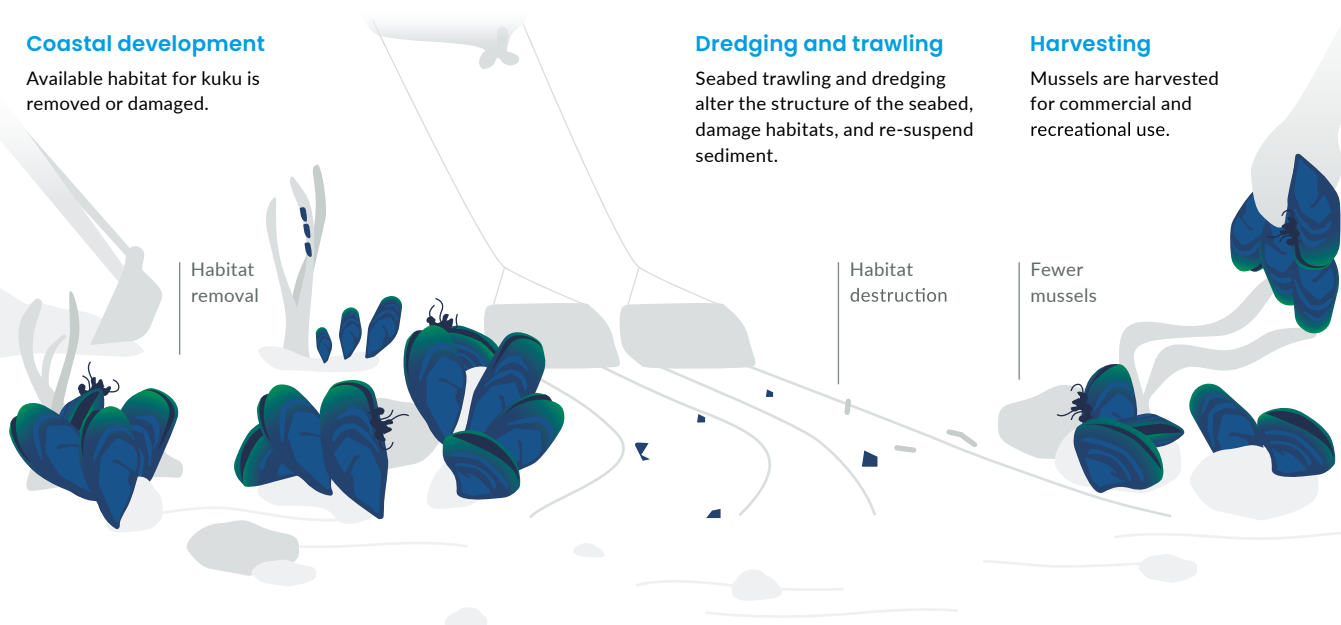 Coastal development
Available habitat for kuku is
removed or damaged.
Dredging and trawling
Seabed trawling and dredging
alter the structure of the seabed,
damage habitats, and re-suspend
sediment.
Harvesting
Mussels are harvested
for commercial and
recreational use.
Habitat
removal
Habitat
destruction
Fewer
mussels